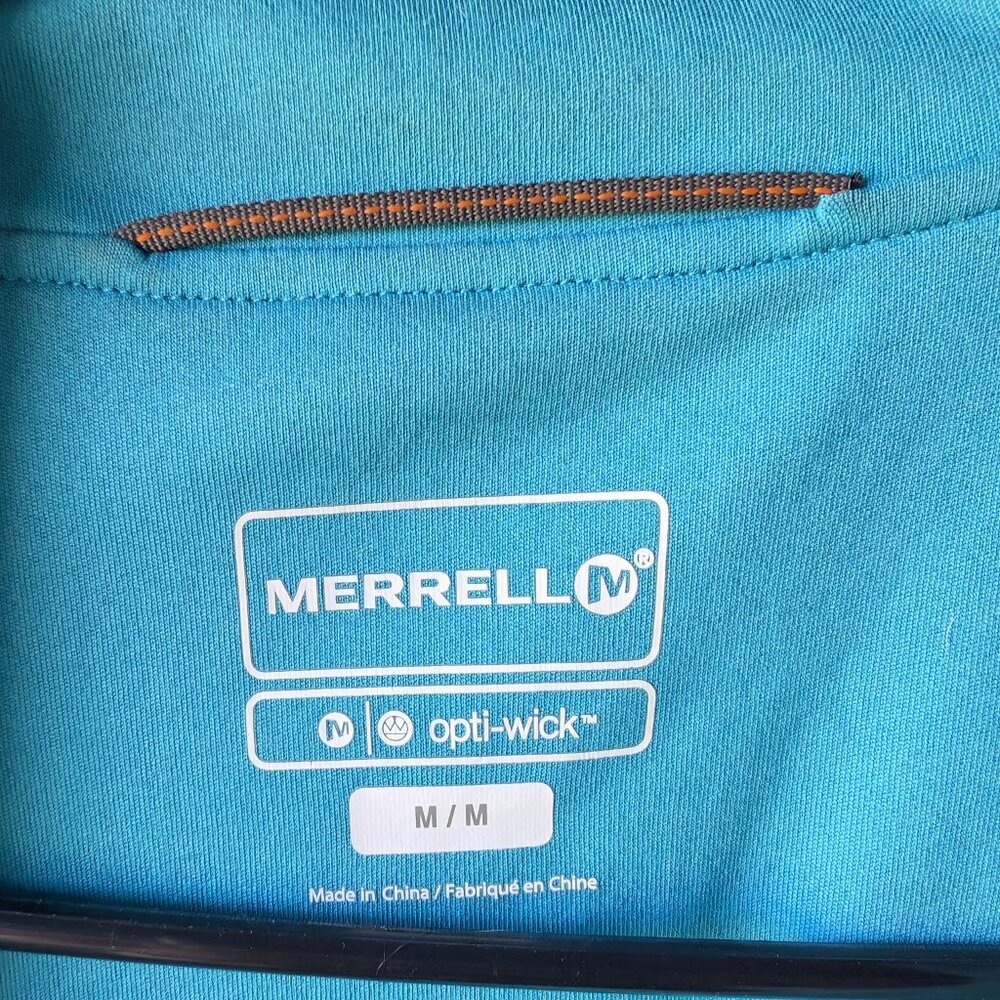 MERRELL M®
M | opti-wick™
M / M
Made in China / Fabriqué en Chine